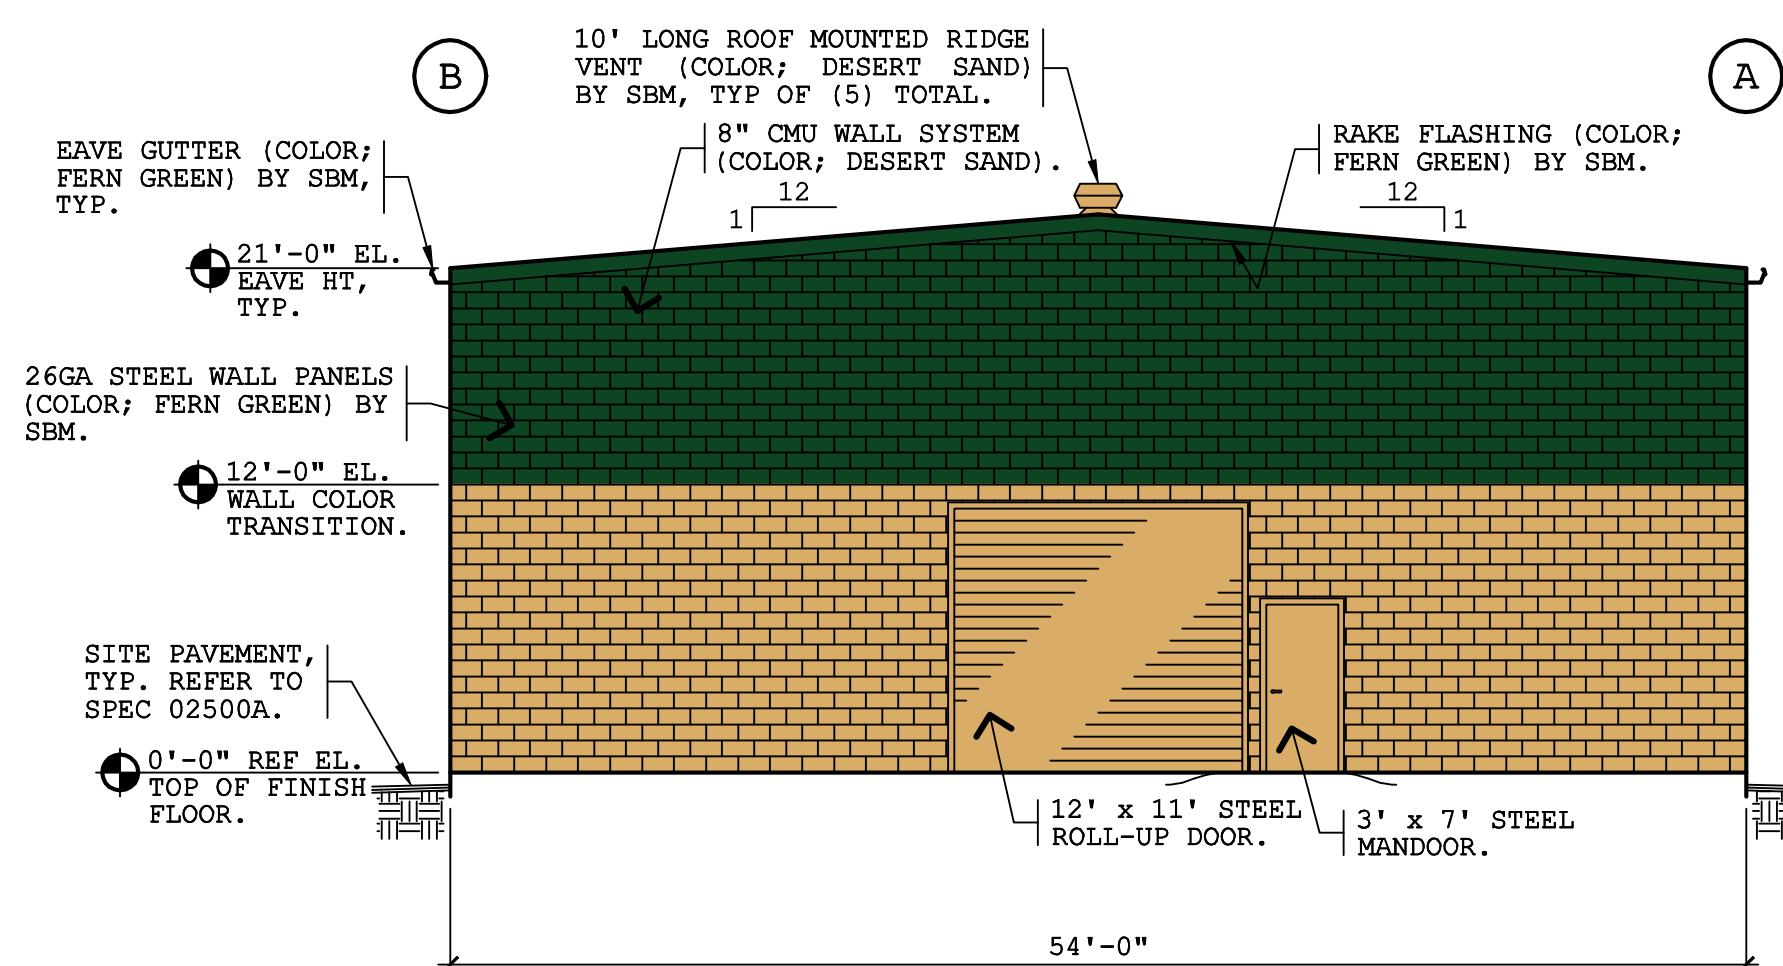 B
10' LONG ROOF MOUNTED RIDGE
VENT (COLOR; DESERT SAND)
BY SBM, TYP OF (5) TOTAL.
A
8" CMU WALL SYSTEM
(COLOR; DESERT SAND).
RAKE FLASHING (COLOR;
FERN GREEN) BY SBM.
EAVE GUTTER (COLOR;
FERN GREEN) BY SBM,
TYP.
12
1
12
1
21'-0" EL.
EAVE HT,
TYP.
26GA STEEL WALL PANELS
(COLOR; FERN GREEN) BY
SBM.
12'-0" EL.
WALL COLOR
TRANSITION.
SITE PAVEMENT,
TYP. REFER TO
SPEC 02500A.
0'-0" REF EL.
TOP OF FINISH
FLOOR.
12' x 11' STEEL
ROLL-UP DOOR.
3' x 7' STEEL
MANDOOR.
54'-0"